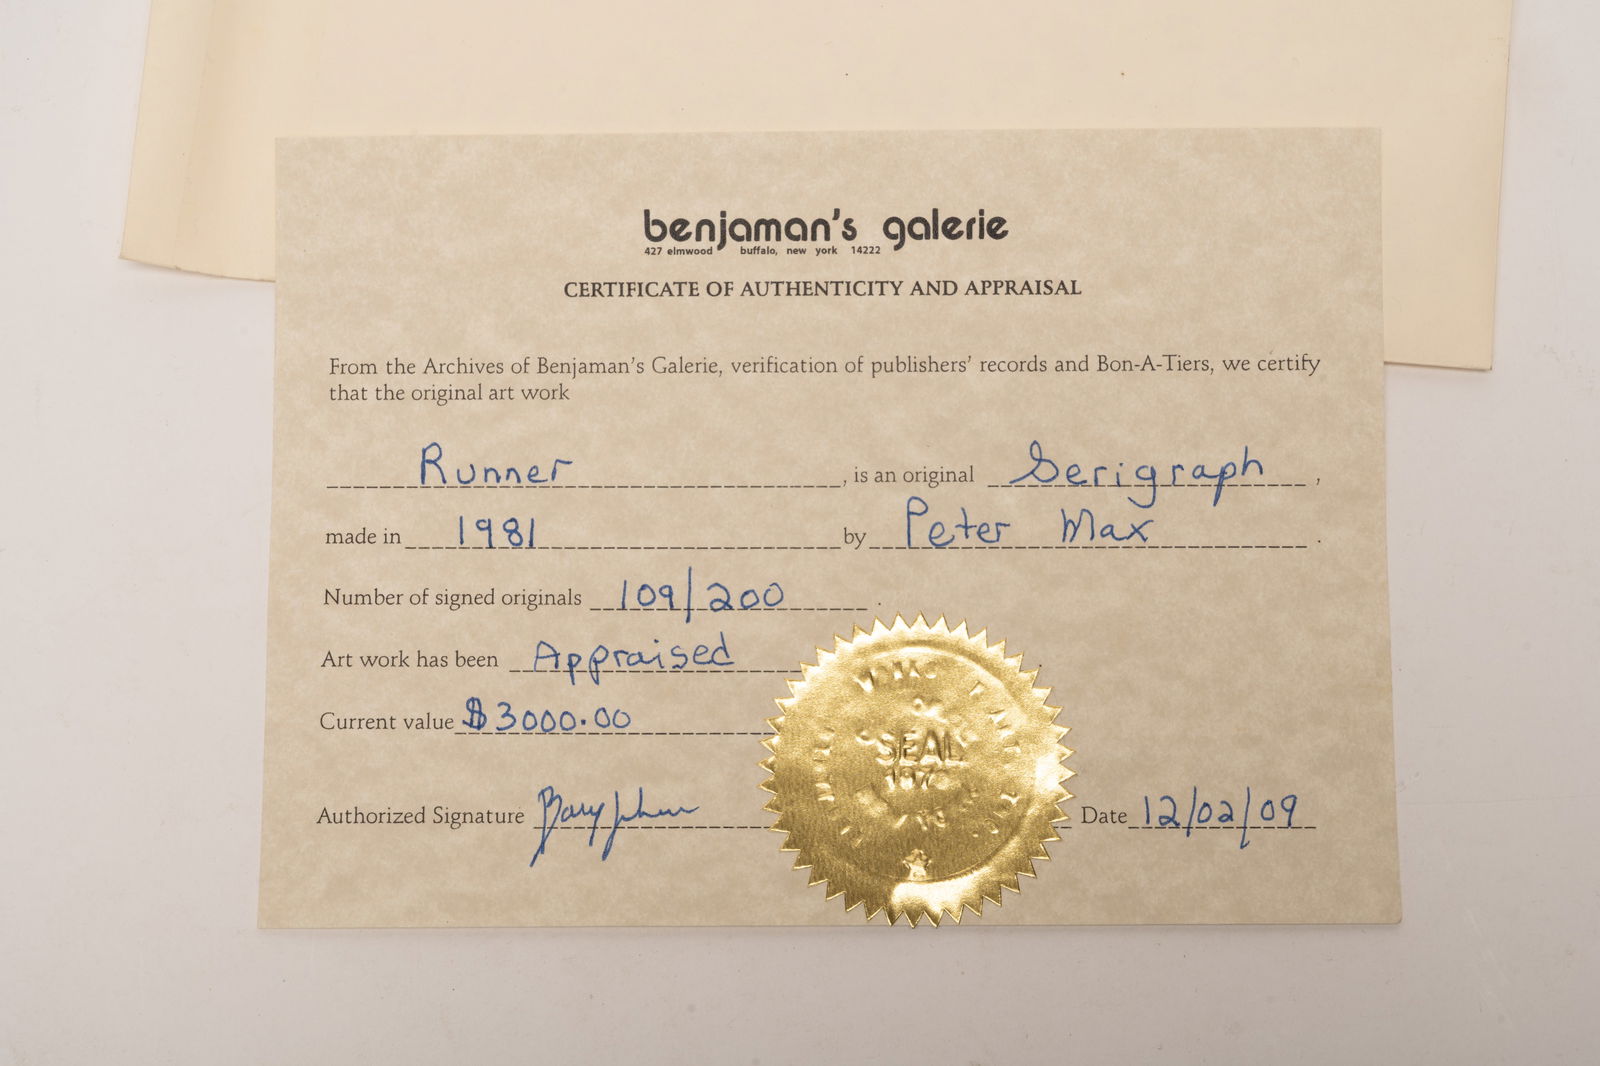 benjaman's galerie
427 elmwood buffalo, new york 14222
CERTIFICATE OF AUTHENTICITY AND APPRAISAL
From the Archives of Benjaman's Galerie, verification of publishers' records and Bon-A-Tiers, we certify
that the original art work
Runner, is an original Serigraph,
made in 1981 by Peter Max.
Number of signed originals 109/200.
Art work has been Appraised
Current value $3000.00
SEAL
Authorized Signature Date 12/02/09